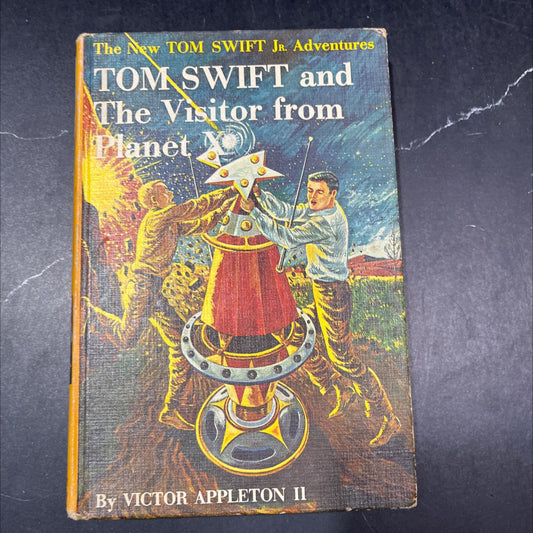 The New TOM SWIFT JR. Adventures
TOM SWIFT and
The Visitor from
Planet X
By VICTOR APPLETON II